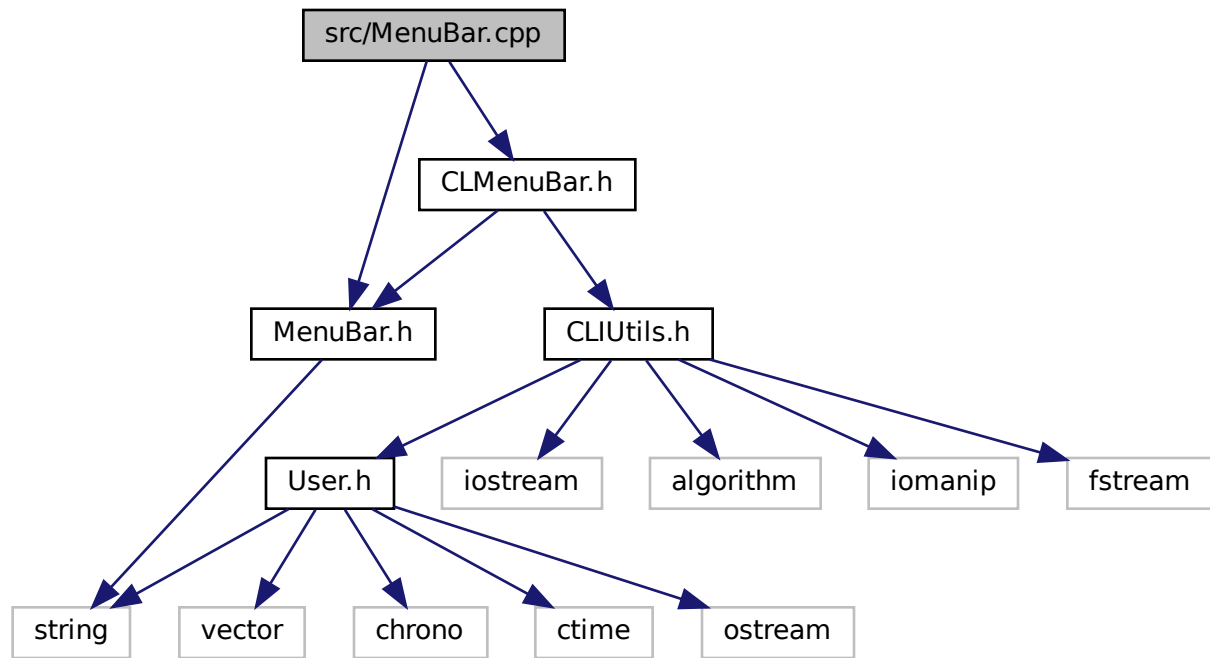 src/MenuBar.cpp
CLMenuBar.h
MenuBar.h
CLIUtils.h
User.h
iostream
algorithm
iomanip
fstream
string
vector
chrono
ctime
ostream